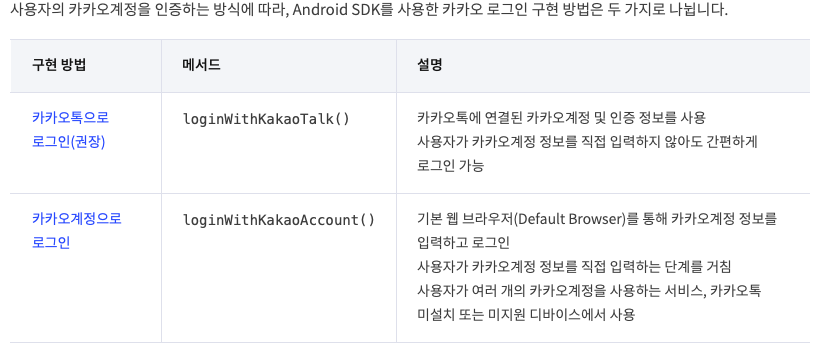 사용자의 카카오계정을 인증하는 방식에 따라, Android SDK를 사용한 카카오 로그인 구현 방법은 두 가지로 나뉩니다.
구현 방법
메서드
설명
카카오톡으로
로그인(권장)
loginWithKakaoTalk()
카카오톡에 연결된 카카오계정 및 인증 정보를 사용
사용자가 카카오계정 정보를 직접 입력하지 않아도 간편하게
로그인 가능
카카오계정으로
로그인
loginWithKakaoAccount()
기본 웹 브라우저(Default Browser)를 통해 카카오계정 정보를
입력하고 로그인
사용자가 카카오계정 정보를 직접 입력하는 단계를 거침
사용자가 여러 개의 카카오계정을 사용하는 서비스, 카카오톡
미설치 또는 미지원 디바이스에서 사용